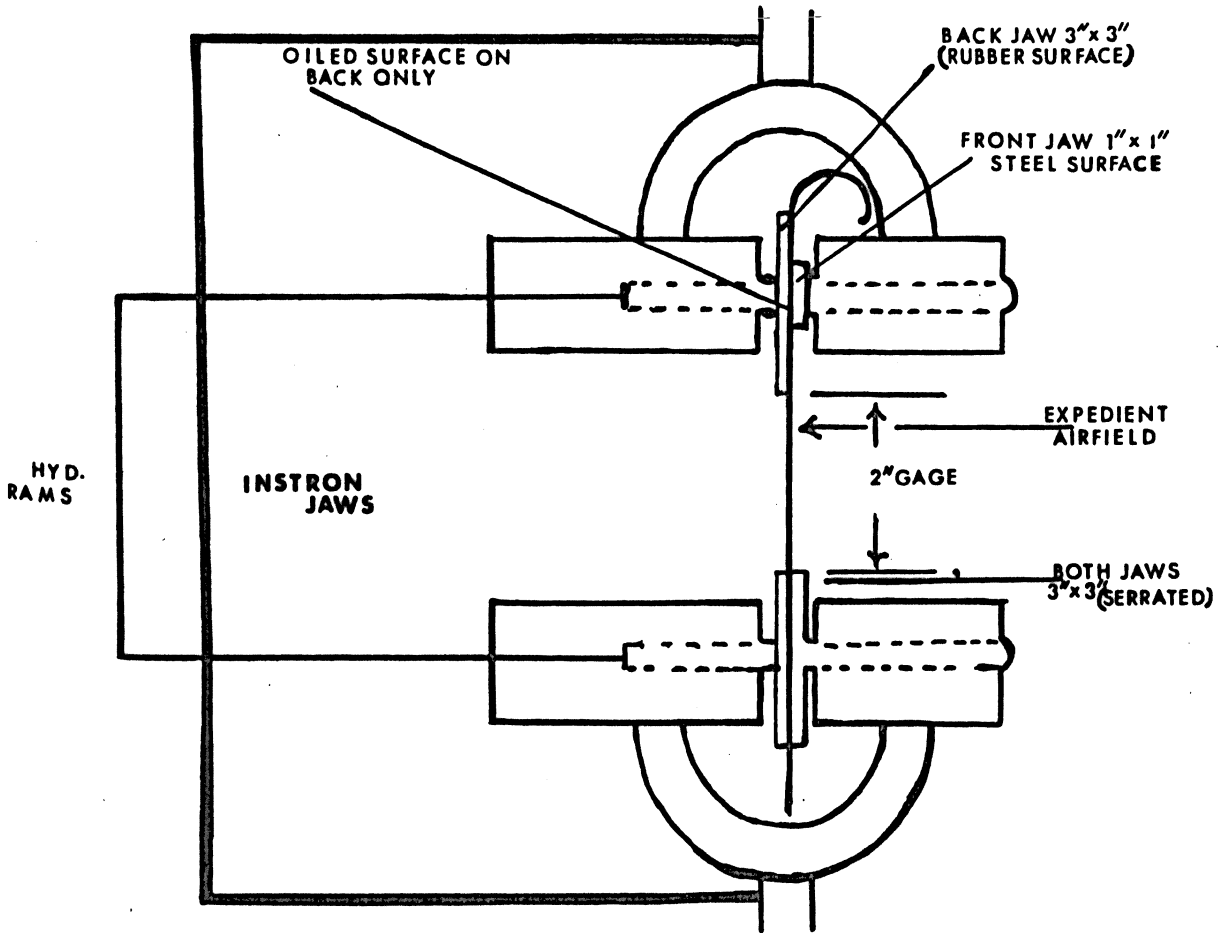 OILED SURFACE ON
BACK ONLY
BACK JAW 3"x 3"
(RUBBER SURFACE)
FRONT JAW 1"x 1"
STEEL SURFACE
EXPEDIENT
AIRFIELD
2"GAGE
HYD.
RAMS
INSTRON
JAWS
BOTH JAWS
3"x3"(SERRATED)